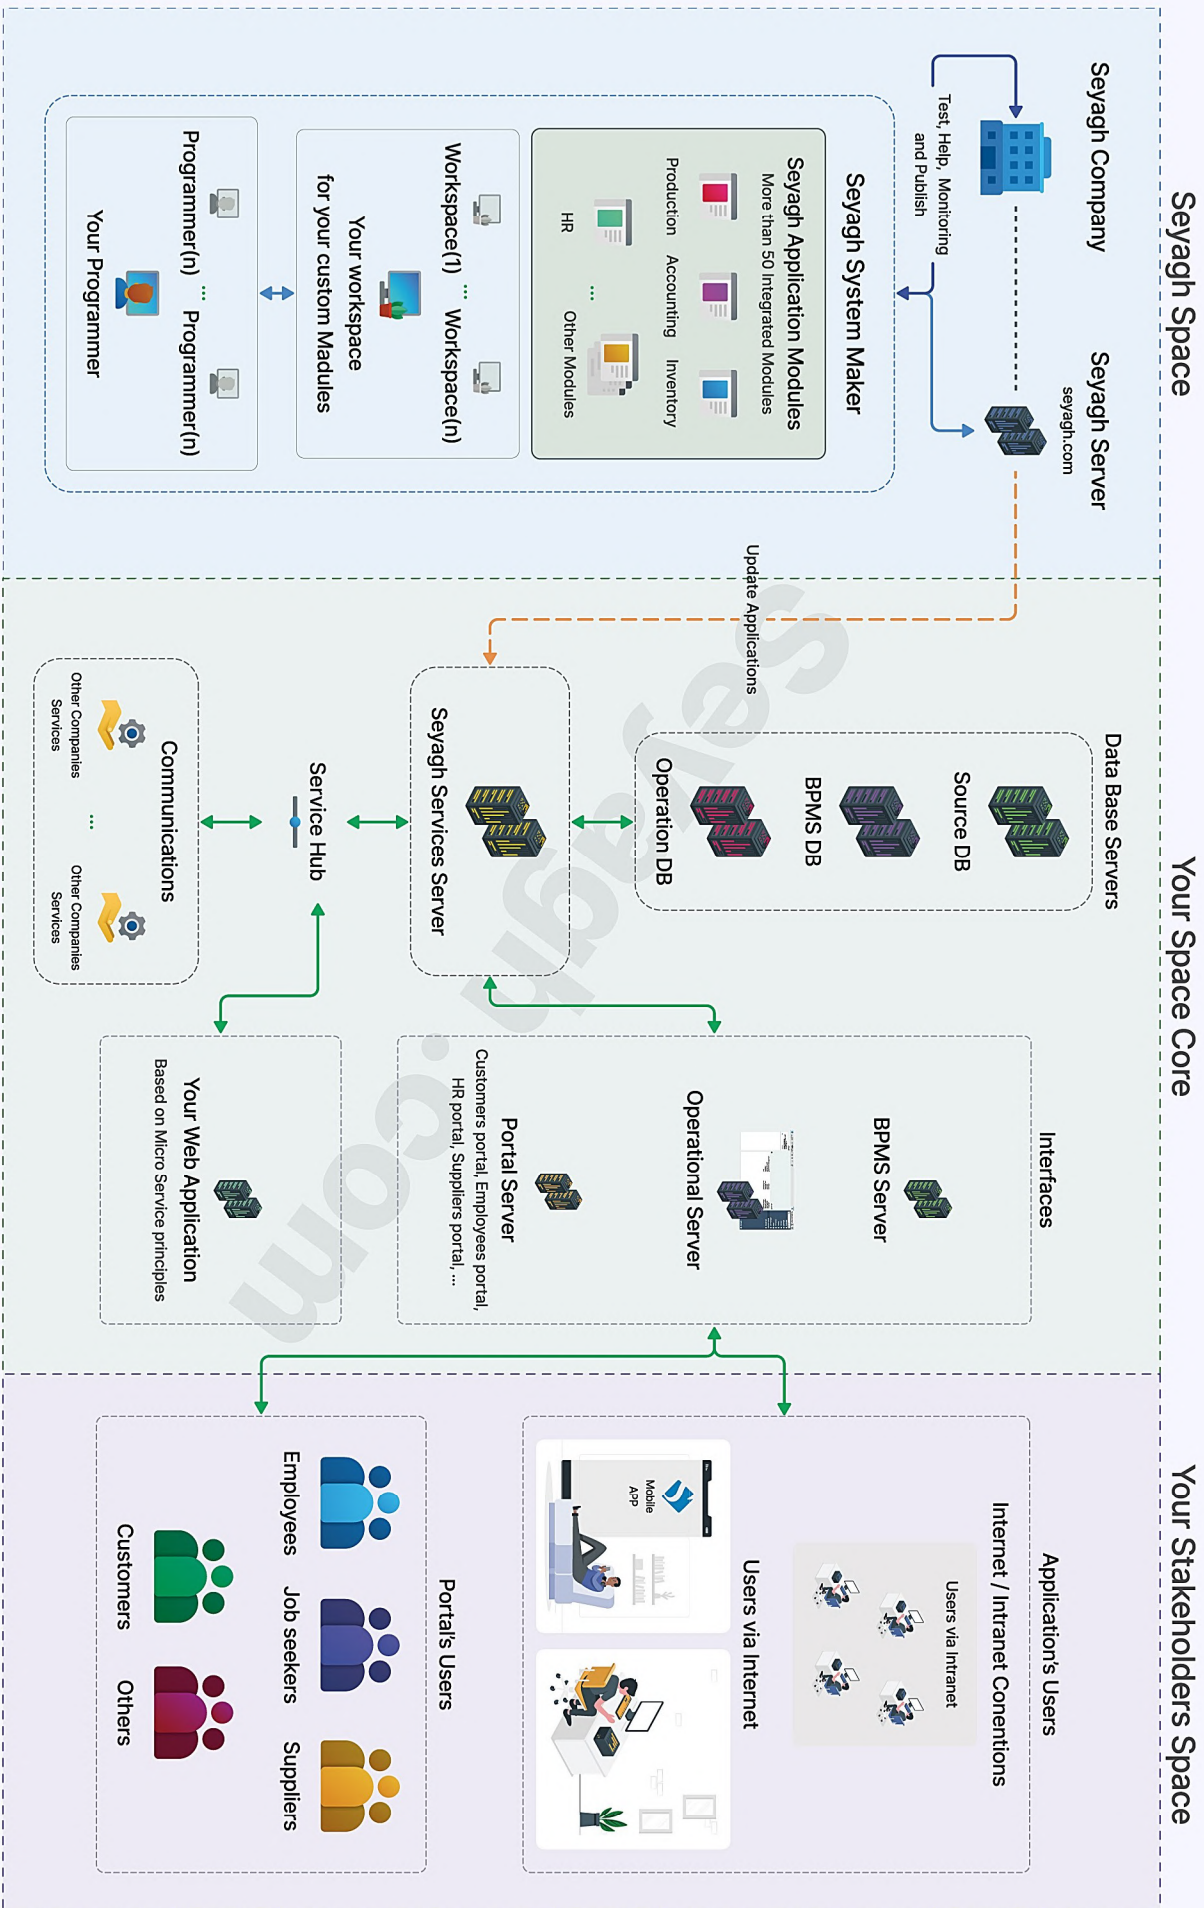 Seyagh Space
Seyagh Company
Seyagh Server
seyagh.com
Test, Help, Monitoring
and Publish
Seyagh System Maker
Seyagh Application Modules
More than 50 Integrated Modules
Production
Accounting
Inventory
HR
...
Other Modules
Workspace(1)
...
Workspace(n)
Your workspace
for your custom Madules
Programmer(n)
...
Programmer(n)
Your Programmer
Your Space Core
Update Applications
Data Base Servers
Source DB
BPMS DB
Operation DB
Seyagh Services Server
Service Hub
Communications
Other Companies
Services
...
Other Companies
Services
Interfaces
BPMS Server
Operational Server
Portal Server
Customers portal, Employees portal,
HR portal, Suppliers portal, ...
Your Web Application
Based on Micro Service principles
Your Stakeholders Space
Application's Users
Internet / Intranet Conentions
Users via Intranet
Users via Internet
Mobile
APP
Portal's Users
Employees
Job seekers
Suppliers
Customers
Others
seyagh.com